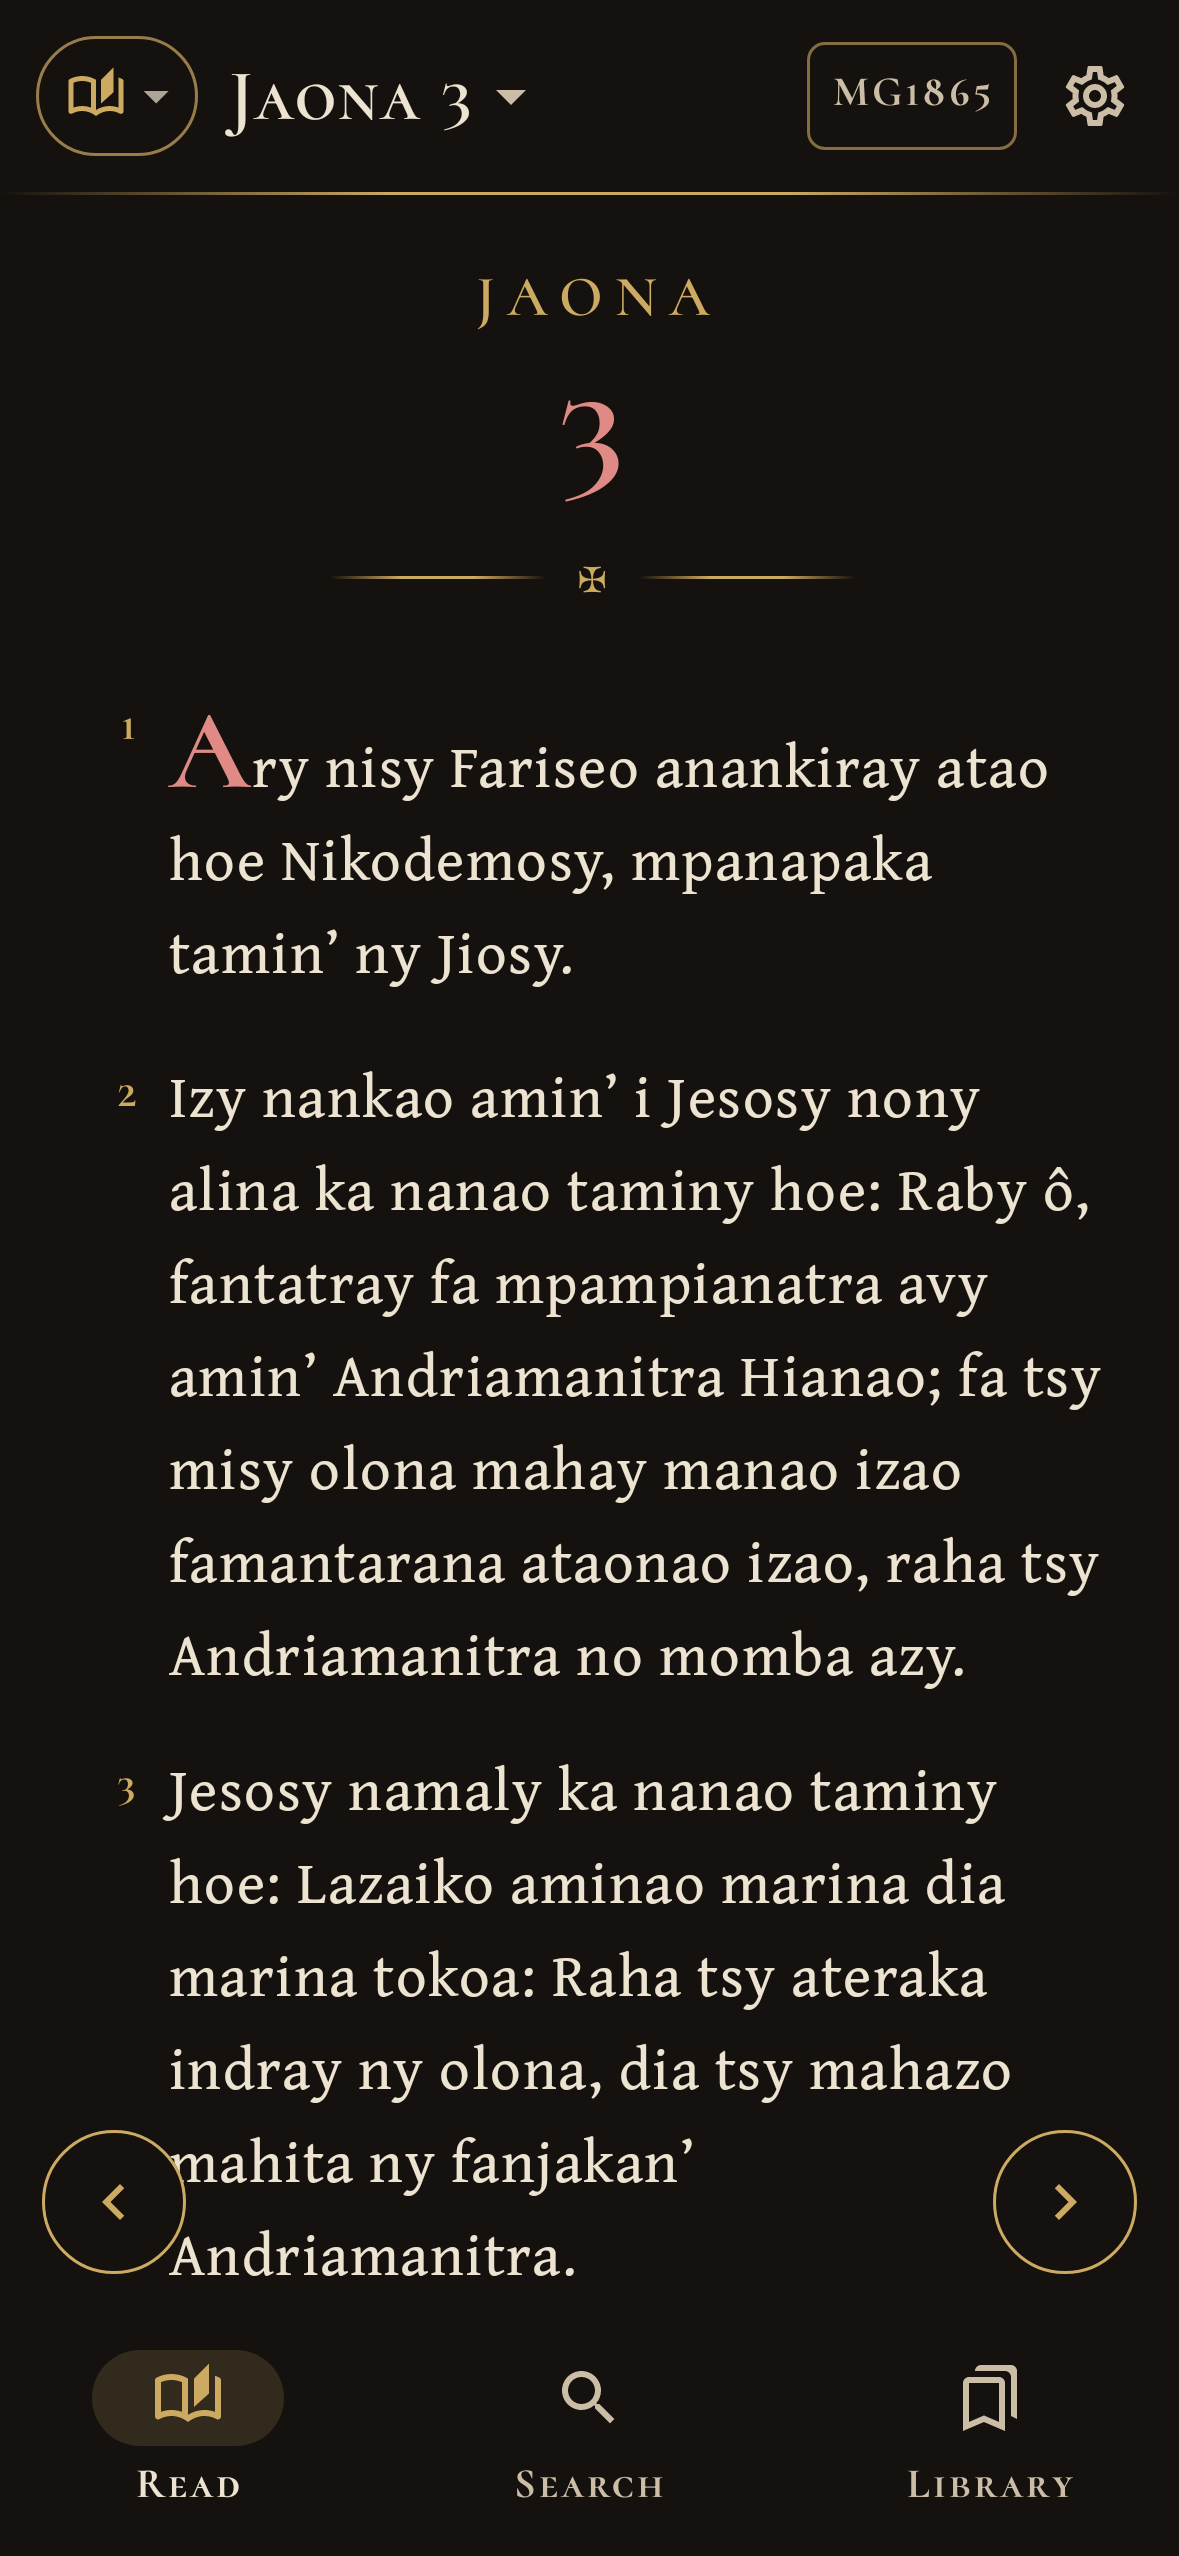 Jaona 3
MG1865
JAONA
3
✠
1 Ary nisy Fariseo anankiray atao
hoe Nikodemosy, mpanapaka
tamin’ ny Jiosy.
2 Izy nankao amin’ i Jesosy nony
alina ka nanao taminy hoe: Raby ô,
fantatray fa mpampianatra avy
amin’ Andriamanitra Hianao; fa tsy
misy olona mahay manao izao
famantarana ataonao izao, raha tsy
Andriamanitra no momba azy.
3 Jesosy namaly ka nanao taminy
hoe: Lazaiko aminao marina dia
marina tokoa: Raha tsy ateraka
indray ny olona, dia tsy mahazo
mahita ny fanjakan’
Andriamanitra.
Read
Search
Library